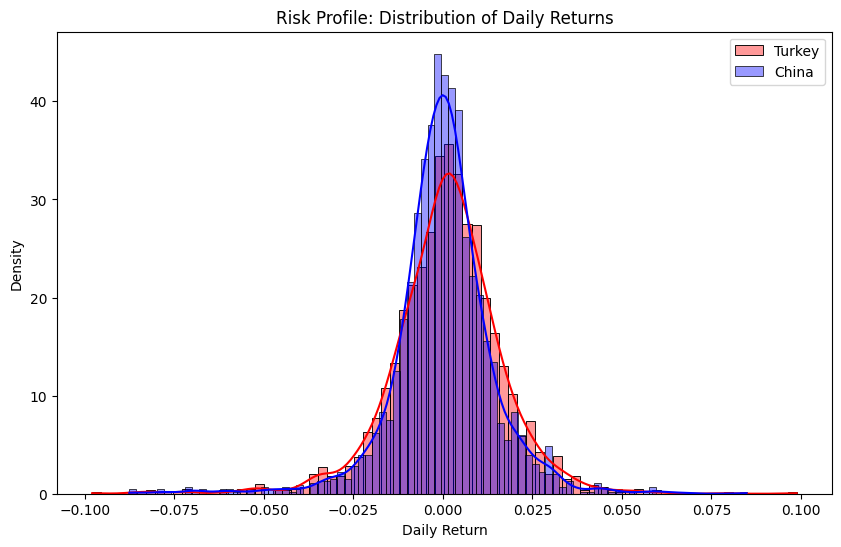 Risk Profile: Distribution of Daily Returns
Turkey
China
Density
40
30
20
10
0
−0.100 −0.075 −0.050 −0.025 0.000 0.025 0.050 0.075 0.100
Daily Return